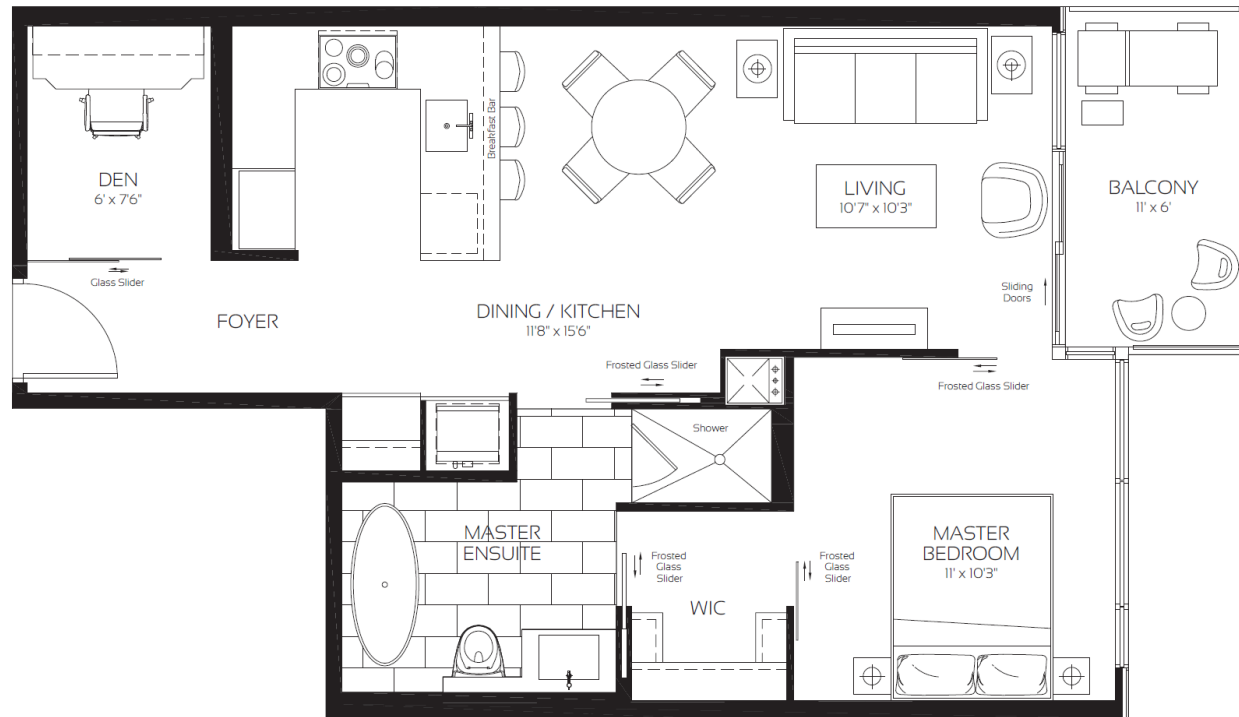 Breakfast Bar
DEN
6' x 7'6"
LIVING
10'7" x 10'3"
BALCONY
11' x 6'
Glass Slider
Sliding
Doors
FOYER
DINING / KITCHEN
11'8" x 15'6"
Frosted Glass Slider
Frosted Glass Slider
Shower
MASTER
ENSUITE
Frosted
Glass
Slider
WIC
Frosted
Glass
Slider
MASTER
BEDROOM
11' x 10'3"